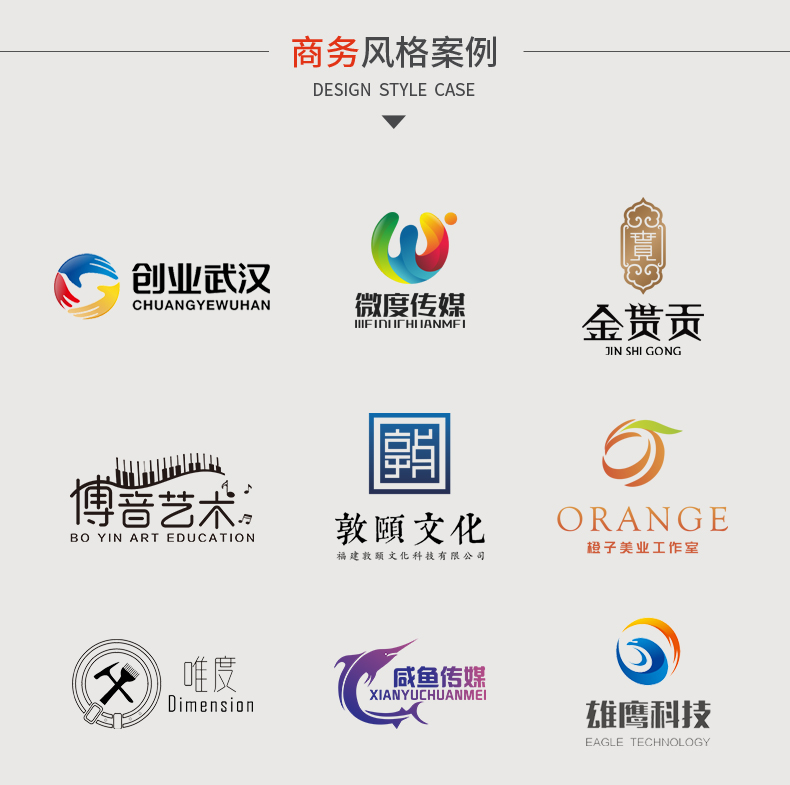 商务风格案例
DESIGN STYLE CASE
创业武汉
CHUANGYEWUHAN
微度传媒
WEIDUCHUANMEI
寳
金贳贡
JIN SHI GONG
博音艺术
BO YIN ART EDUCATION
敦頤文化
福建敦颐文化科技有限公司
ORANGE
橙子美业工作室
唯度
Dimension
咸鱼传媒
XIANYUCHUANMEI
雄鹰科技
EAGLE TECHNOLOGY